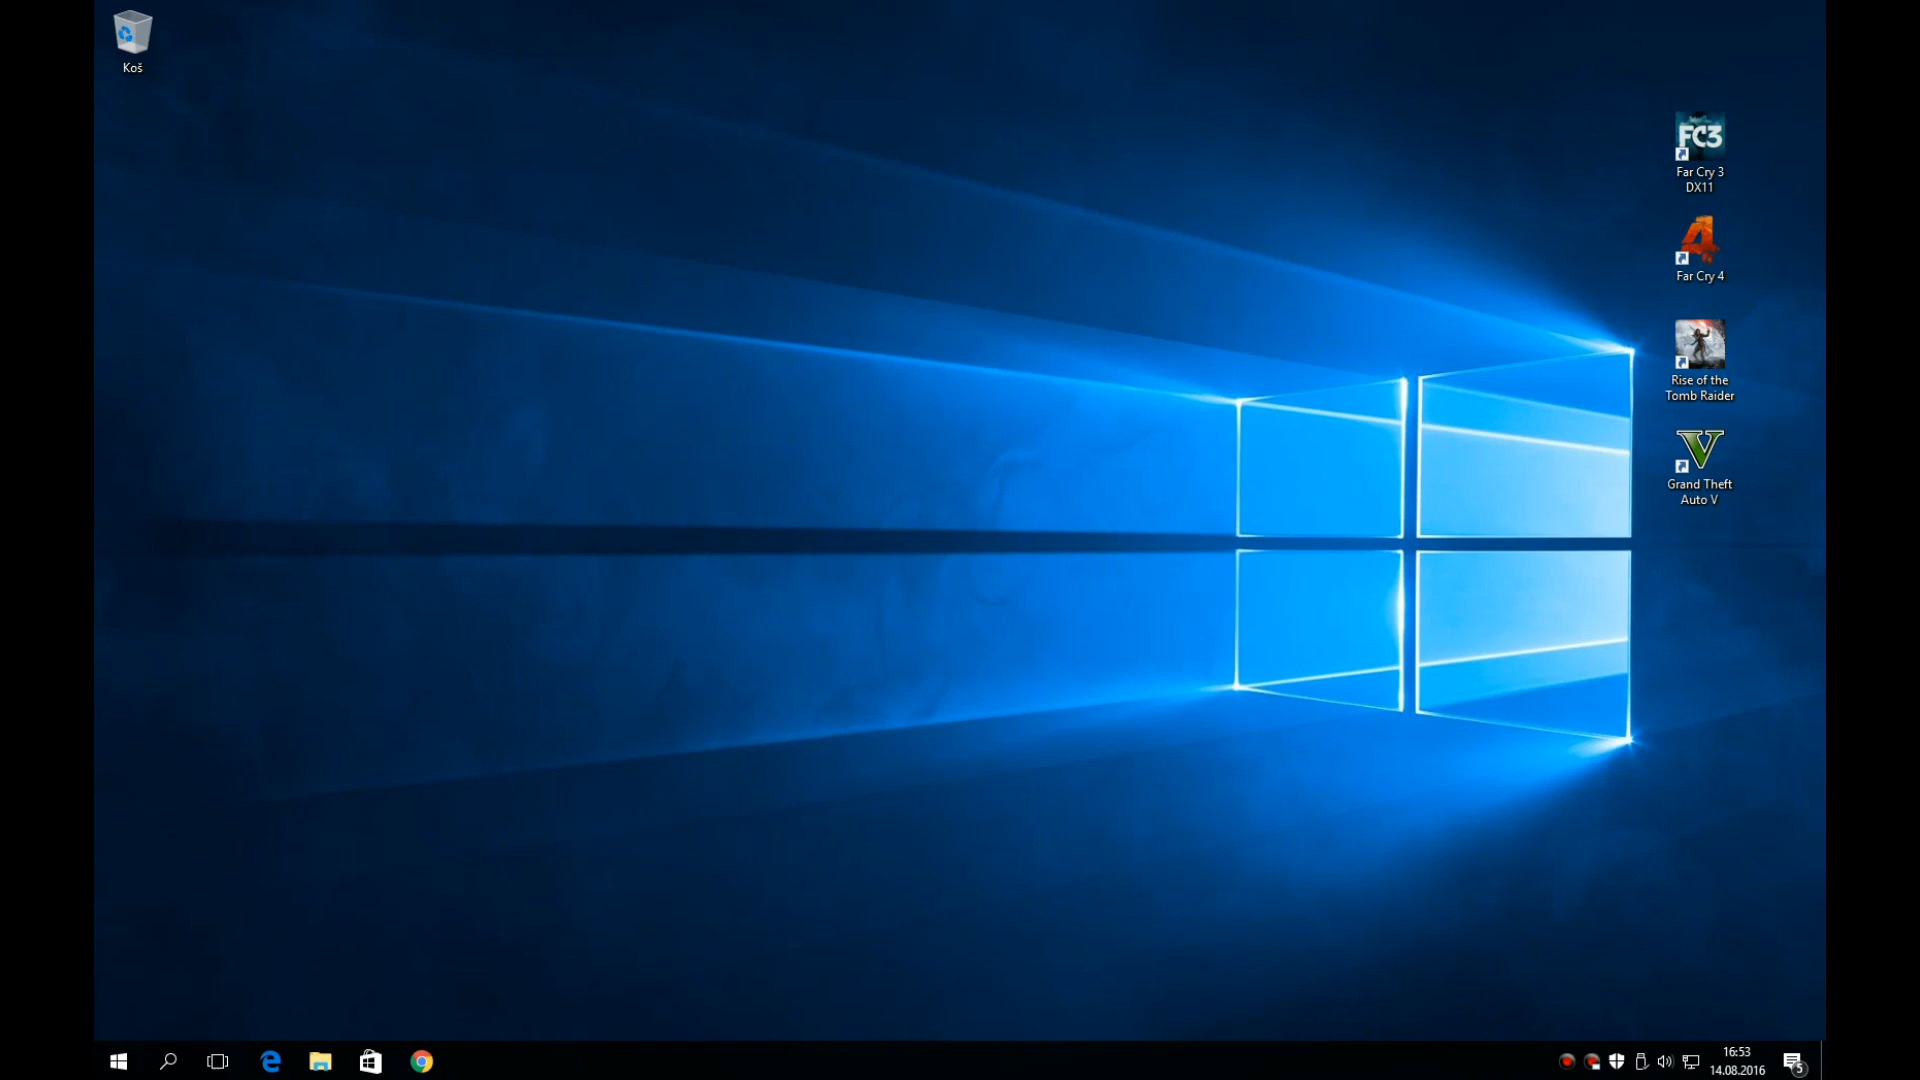 Koš
FC3
Far Cry 3
DX11
4
Far Cry 4
Rise of the
Tomb Raider
V
Grand Theft
Auto V
16:53
14.08.2016
5